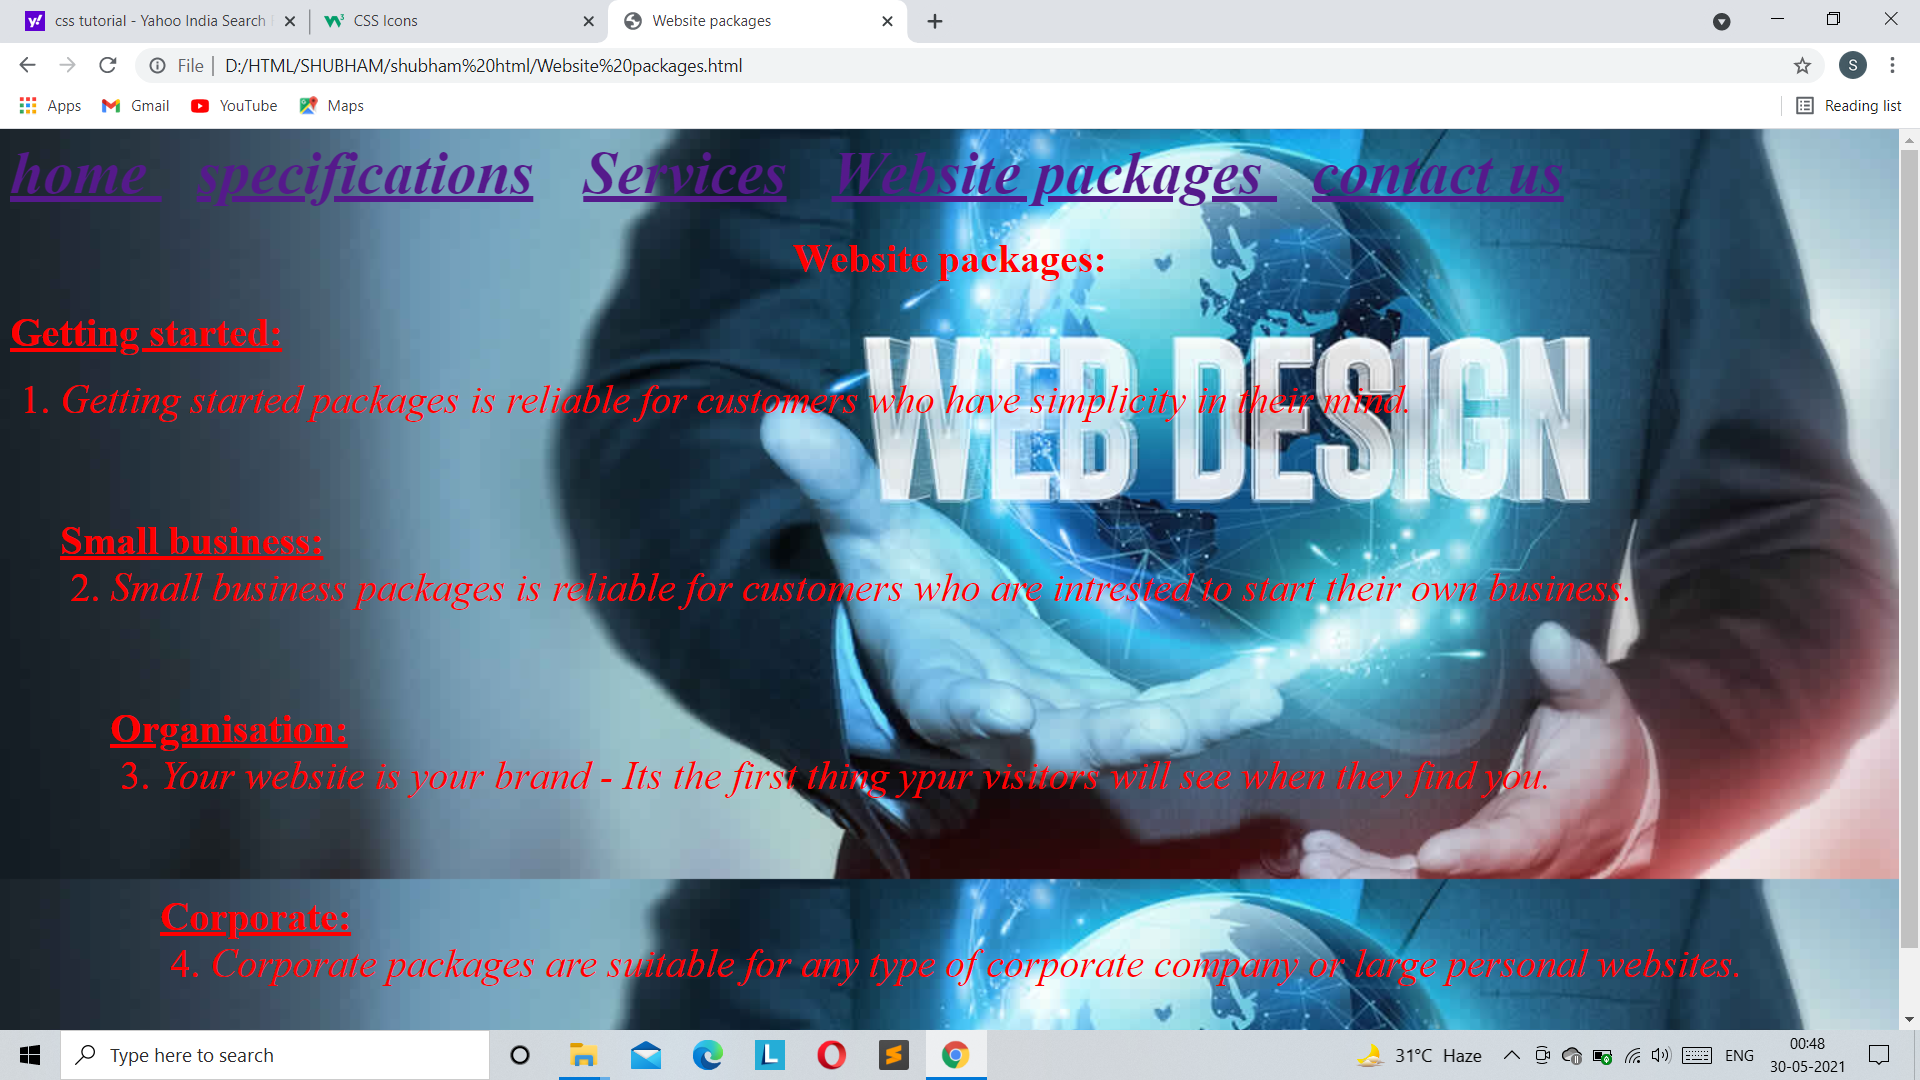 css tutorial - Yahoo India Search
CSS Icons
Website packages
File | D:/HTML/SHUBHAM/shubham%20html/Website%20packages.html
S
Apps Gmail YouTube Maps Reading list
home specifications Services Website packages contact us
Website packages:
Getting started:
1. Getting started packages is reliable for customers who have simplicity in their mind.
WEB DESIGN
Small business:
2. Small business packages is reliable for customers who are intrested to start their own business.
Organisation:
3. Your website is your brand - Its the first thing ypur visitors will see when they find you.
Corporate:
4. Corporate packages are suitable for any type of corporate company or large personal websites.
Type here to search
L
31°C Haze
ENG
00:48
30-05-2021